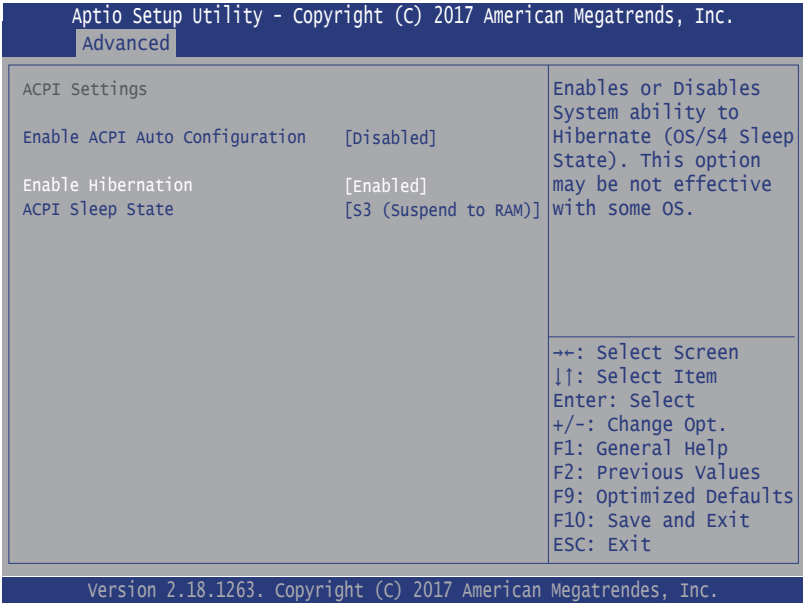 Aptio Setup Utility - Copyright (C) 2017 American Megatrends, Inc.
Advanced
ACPI Settings
Enable ACPI Auto Configuration [Disabled]
Enable Hibernation [Enabled]
ACPI Sleep State [S3 (Suspend to RAM)]
Enables or Disables
System ability to
Hibernate (OS/S4 Sleep
State). This option
may be not effective
with some OS.
→←: Select Screen
↓↑: Select Item
Enter: Select
+/-: Change Opt.
F1: General Help
F2: Previous Values
F9: Optimized Defaults
F10: Save and Exit
ESC: Exit
Version 2.18.1263. Copyright (C) 2017 American Megatrendes, Inc.